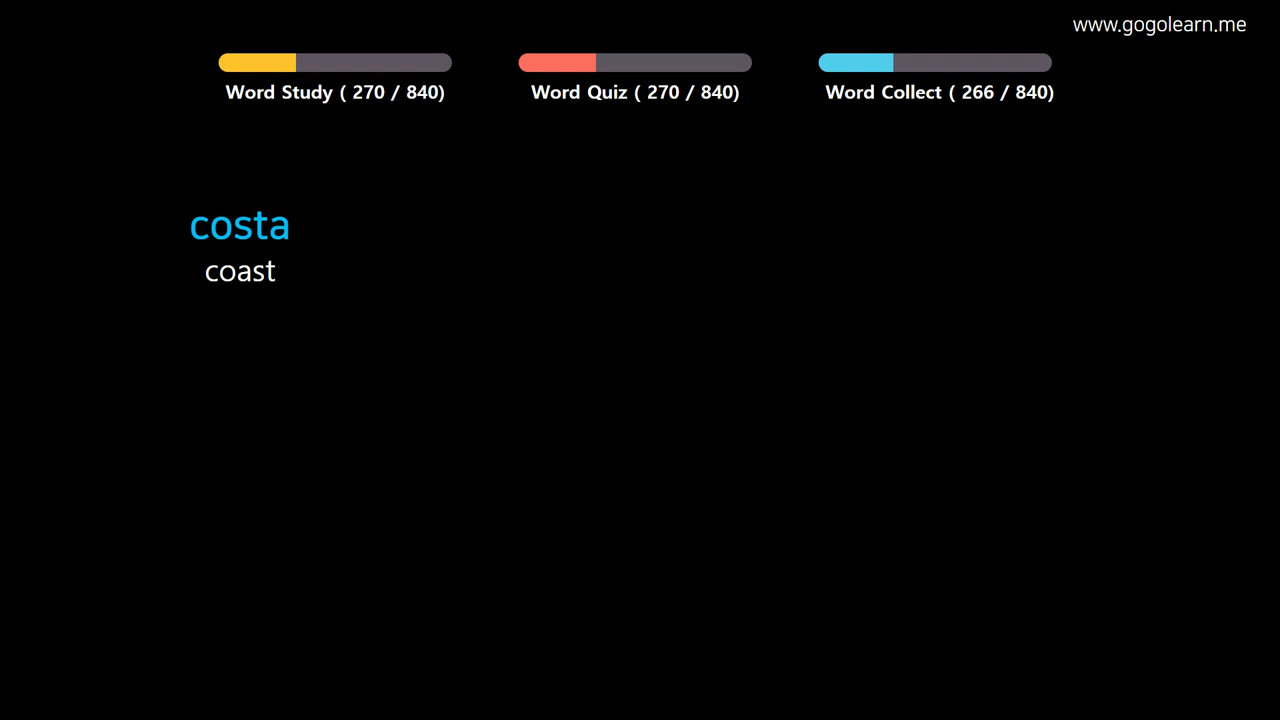 www.gogolearn.me
Word Study ( 270 / 840)
Word Quiz ( 270 / 840)
Word Collect ( 266 / 840)
costa
coast